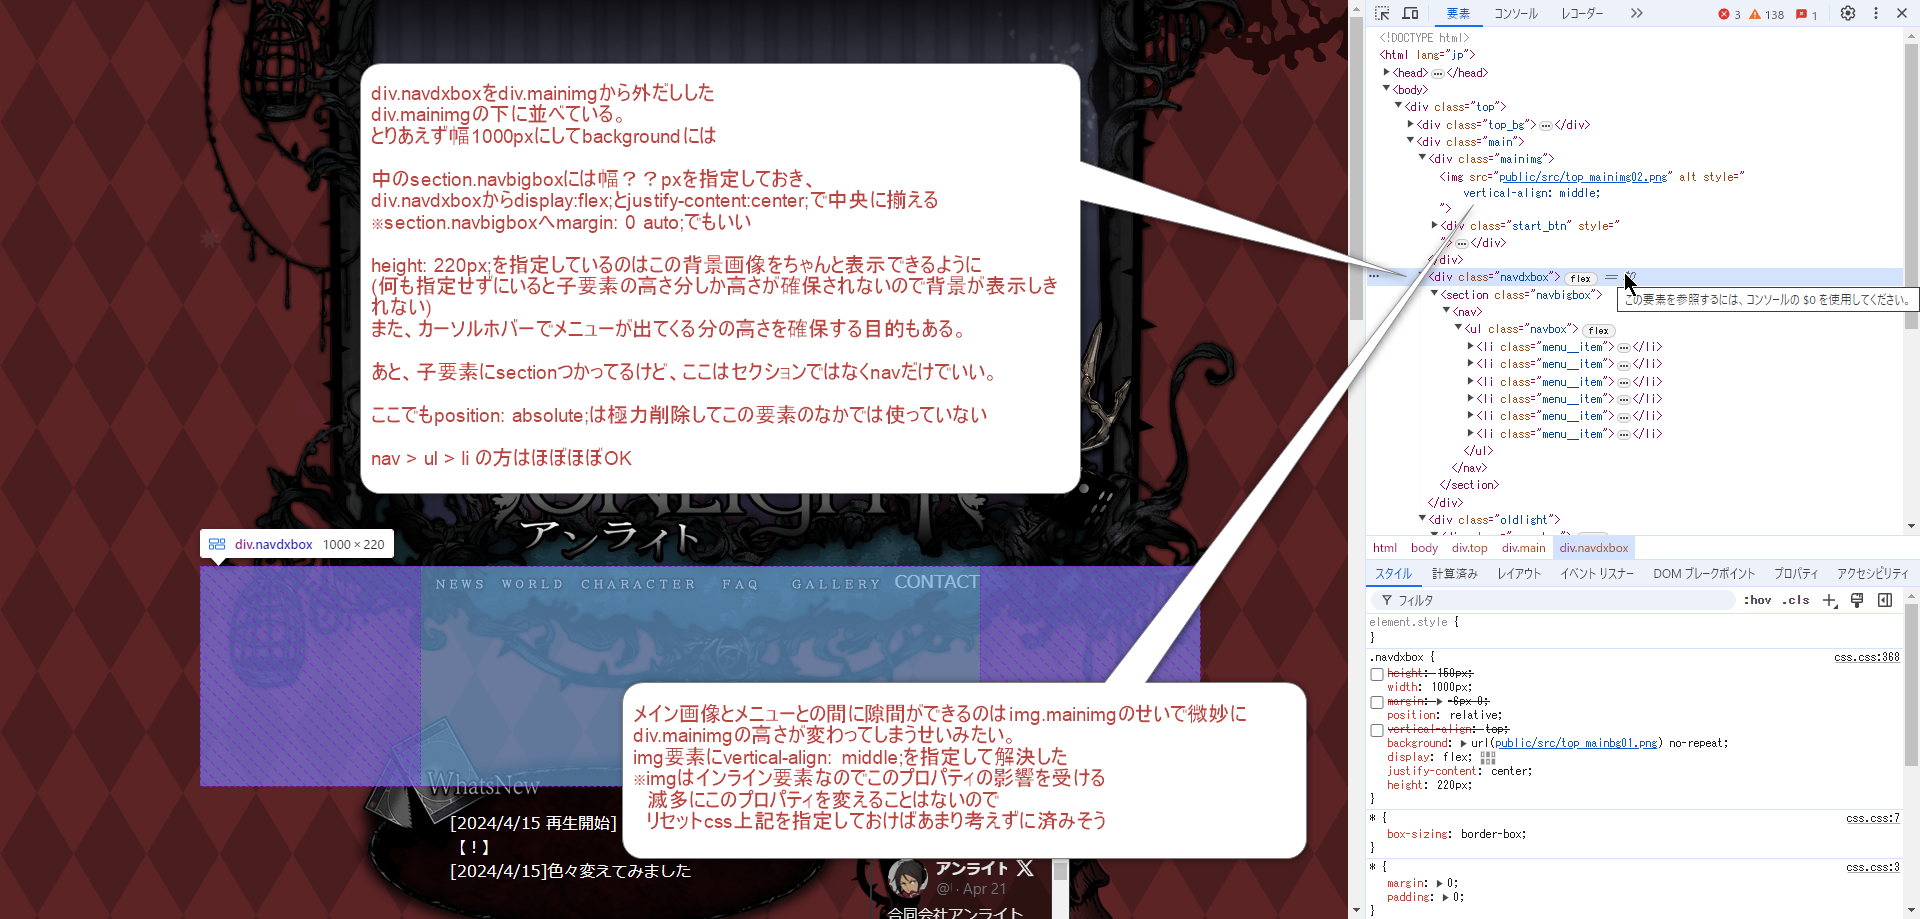 div.navdxboxをdiv.mainimgから外だしした
div.mainimgの下に並べている。
とりあえず幅1000pxにしてbackgroundには
中のsection.navbigboxには幅？？pxを指定しておき、
div.navdxboxからdisplay:flex;とjustify-content:center;で中央に揃える
※section.navbigboxへmargin: 0 auto;でもいい
height: 220px;を指定しているのはこの背景画像をちゃんと表示できるように
(何も指定せずにいると子要素の高さ分しか高さが確保されないので背景が表示しき
れない)
また、カーソルホバーでメニューが出てくる分の高さを確保する目的もある。
あと、子要素にsectionつかってるけど、ここはセクションではなくnavだけでいい。
ここでもposition: absolute;は極力削除してこの要素のなかでは使っていない
nav > ul > li の方はほぼほぼOK
アンライト
div.navdxbox 1000 × 220
NEWS WORLD CHARACTER FAQ GALLERY CONTACT
メイン画像とメニューとの間に隙間ができるのはimg.mainimgのせいで微妙に
div.mainimgの高さが変わってしまうせいみたい。
img要素にvertical-align: middle;を指定して解決した
※imgはインライン要素なのでこのプロパティの影響を受ける
滅多にこのプロパティを変えることはないので
リセットcss上記を指定しておけばあまり考えずに済みそう
WhatsNew
[2024/4/15 再生開始]
【！】
[2024/4/15]色々変えてみました
アンライト
@! · Apr 21
合同会社アンライト
要素 コンソール レコーダー 3 138 1
<!DOCTYPE html>
<html lang="jp">
<head> … </head>
<body>
<div class="top">
<div class="top_bg"> … </div>
<div class="main">
<div class="mainimg">
<img src="public/src/top_mainimg02.png" alt style="
vertical-align: middle;
">
<div class="start_btn" style="
"> … </div>
</div>
<div class="navdxbox"> flex == $0
この要素を参照するには、コンソールの $0 を使用してください。
<section class="navbigbox">
<nav>
<ul class="navbox"> flex
<li class="menu__item"> … </li>
<li class="menu__item"> … </li>
<li class="menu__item"> … </li>
<li class="menu__item"> … </li>
<li class="menu__item"> … </li>
<li class="menu__item"> … </li>
</ul>
</nav>
</section>
</div>
<div class="oldlight">
html body div.top div.main div.navdxbox
スタイル 計算済み レイアウト イベント リスナー DOM ブレークポイント プロパティ アクセシビリティ
フィルタ :hov .cls
element.style {
}
.navdxbox { css.css:368
height: 150px;
width: 1000px;
margin: -6px 0;
position: relative;
vertical-align: top;
background: url(public/src/top_mainbg01.png) no-repeat;
display: flex;
justify-content: center;
height: 220px;
}
* { css.css:7
box-sizing: border-box;
}
* { css.css:3
margin: 0;
padding: 0;
}